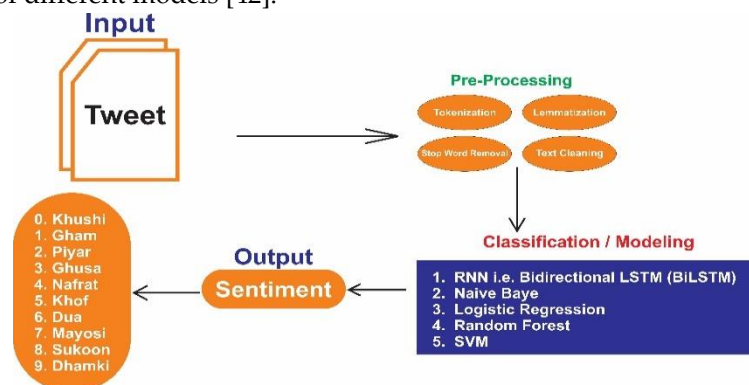 of different models [42].
Input
Tweet
Pre-Processing
Tokenization
Lemmatization
Stop Word Removal
Text Cleaning
Classification / Modeling
1. RNN i.e. Bidirectional LSTM (BiLSTM)
2. Naive Baye
3. Logistic Regression
4. Random Forest
5. SVM
Output
Sentiment
0. Khushi
1. Gham
2. Piyar
3. Ghusa
4. Nafrat
5. Khof
6. Dua
7. Mayosi
8. Sukoon
9. Dhamki